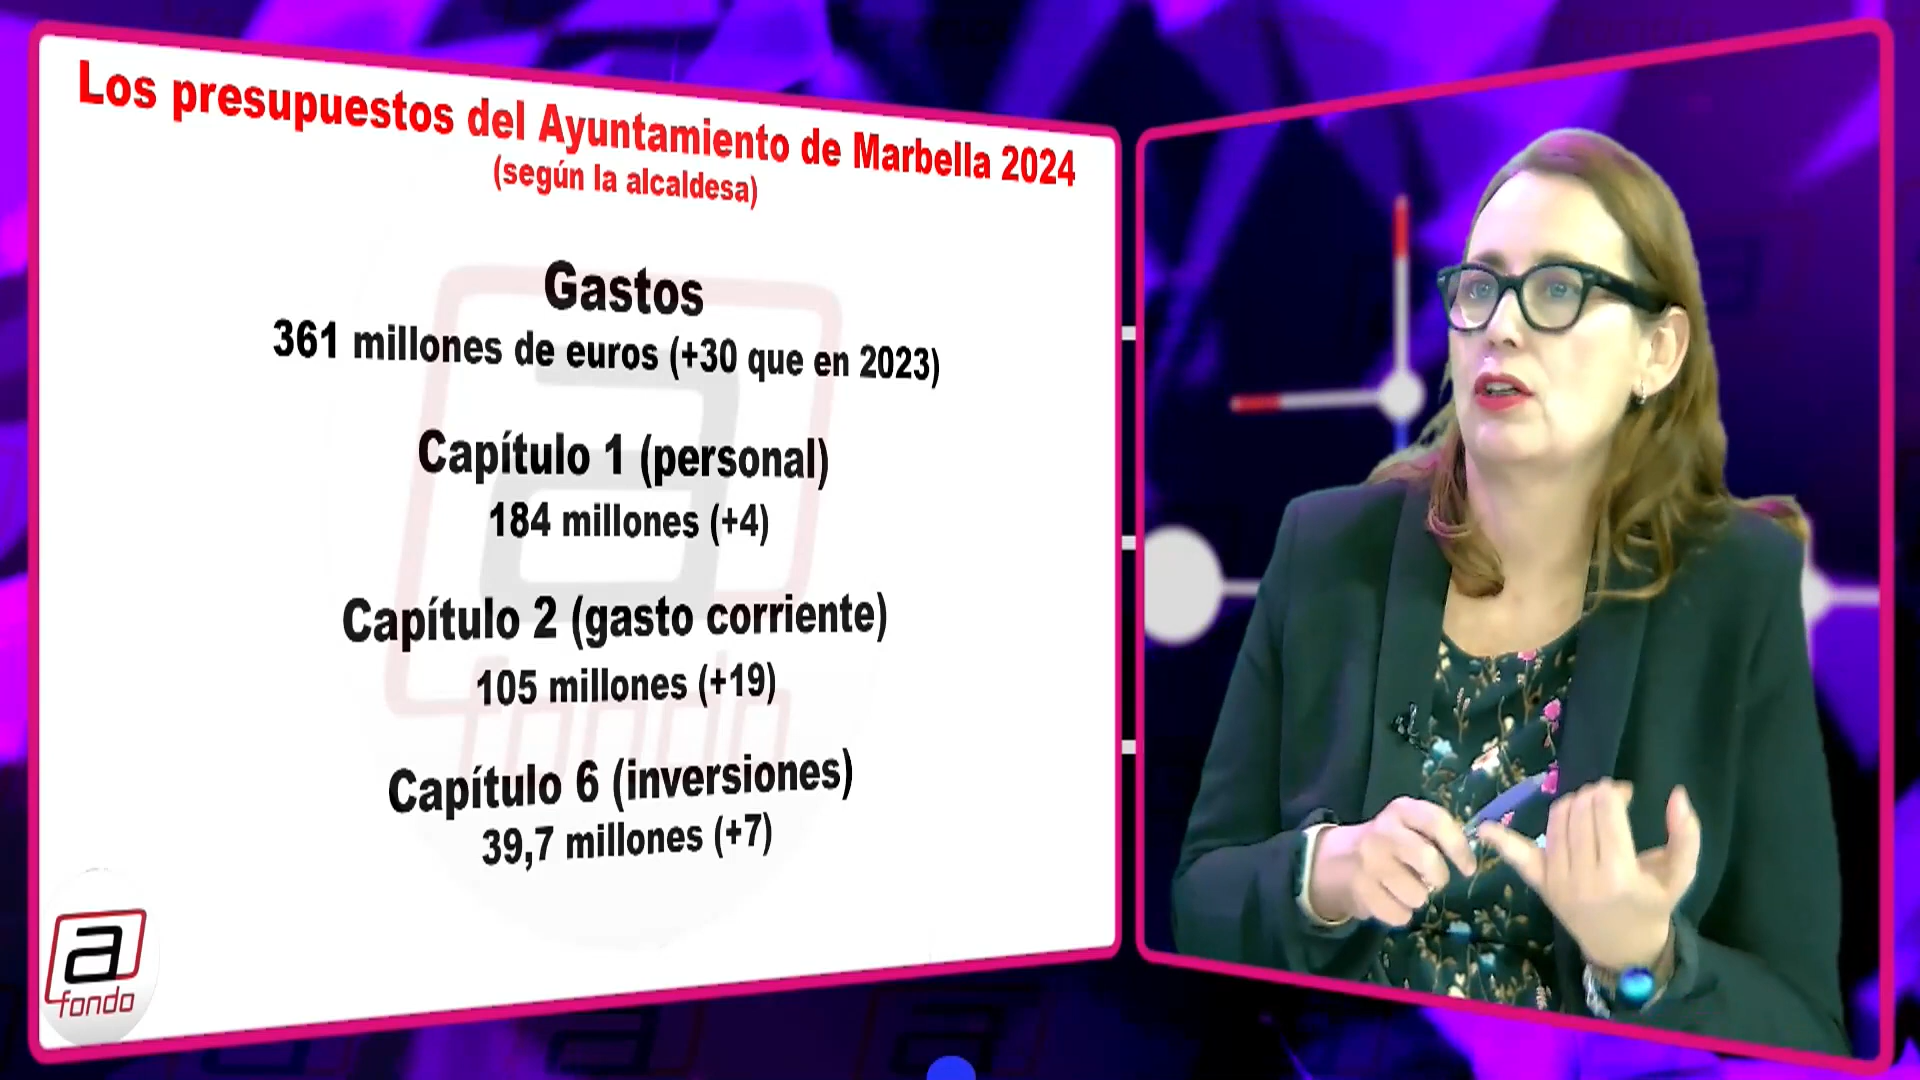 Los presupuestos del Ayuntamiento de Marbella 2024
(según la alcaldesa)
Gastos
361 millones de euros (+30 que en 2023)
Capítulo 1 (personal)
184 millones (+4)
Capítulo 2 (gasto corriente)
105 millones (+19)
Capítulo 6 (inversiones)
39,7 millones (+7)
a
fondo
a
fondo